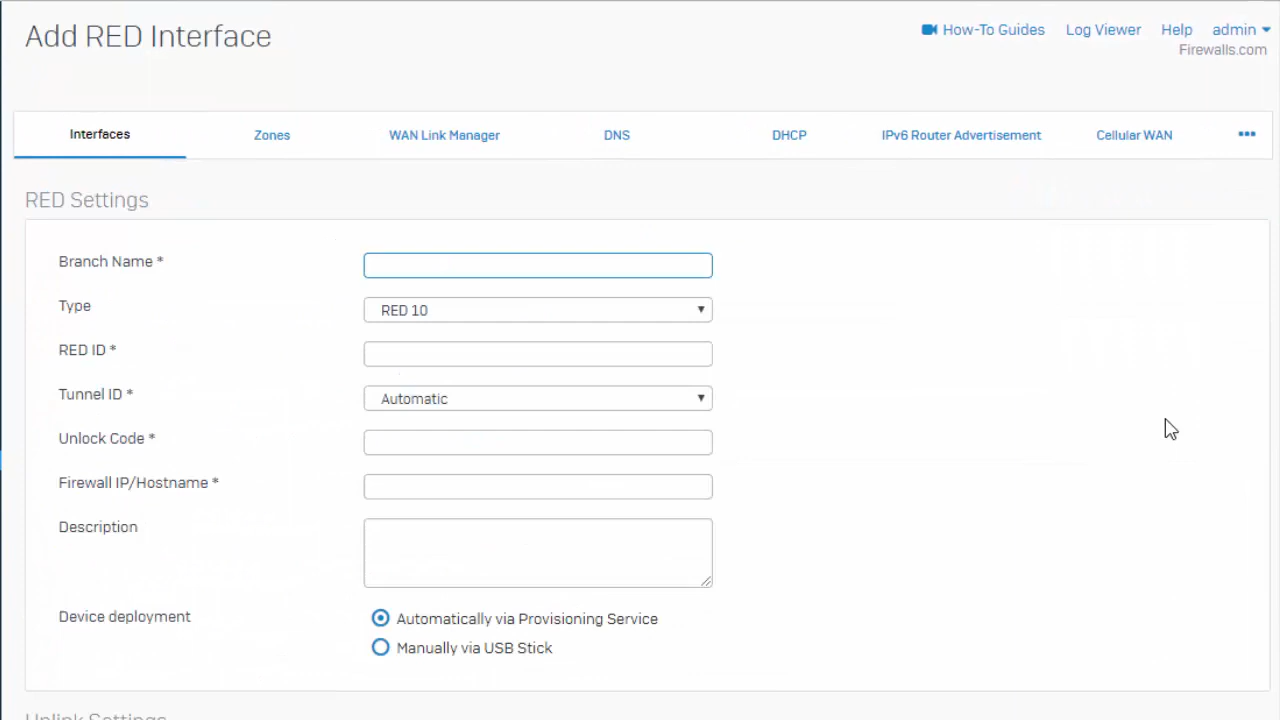 Add RED Interface
How-To Guides Log Viewer Help admin
Firewalls.com
Interfaces Zones WAN Link Manager DNS DHCP IPv6 Router Advertisement Cellular WAN •••
RED Settings
Branch Name *
Type RED 10
RED ID *
Tunnel ID * Automatic
Unlock Code *
Firewall IP/Hostname *
Description
Device deployment Automatically via Provisioning Service
Manually via USB Stick
Uplink Settings